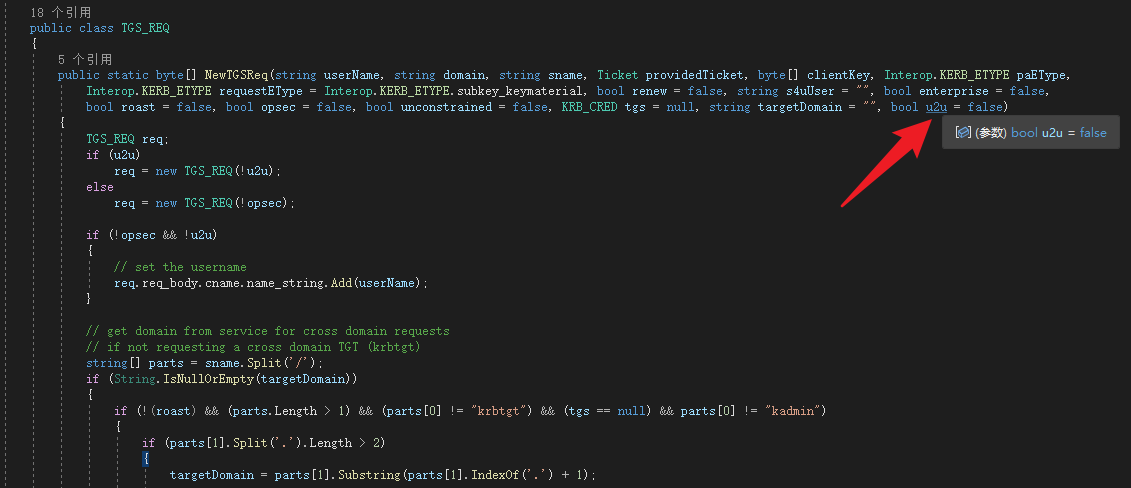 18 个引用
public class TGS_REQ
{
5 个引用
public static byte[] NewTGSReq(string userName, string domain, string sname, Ticket providedTicket, byte[] clientKey, Interop.KERB_ETYPE paEType,
Interop.KERB_ETYPE requestEType = Interop.KERB_ETYPE.subkey_keymaterial, bool renew = false, string s4uUser = "", bool enterprise = false,
bool roast = false, bool opsec = false, bool unconstrained = false, KRB_CRED tgs = null, string targetDomain = "", bool u2u = false)
{
(参数) bool u2u = false
TGS_REQ req;
if (u2u)
req = new TGS_REQ(!u2u);
else
req = new TGS_REQ(!opsec);
if (!opsec && !u2u)
{
// set the username
req.req_body.cname.name_string.Add(userName);
}
// get domain from service for cross domain requests
// if not requesting a cross domain TGT (krbtgt)
string[] parts = sname.Split('/');
if (String.IsNullOrEmpty(targetDomain))
{
if (!(roast) && (parts.Length > 1) && (parts[0] != "krbtgt") && (tgs == null) && parts[0] != "kadmin")
{
if (parts[1].Split('.').Length > 2)
{
targetDomain = parts[1].Substring(parts[1].IndexOf('.') + 1);